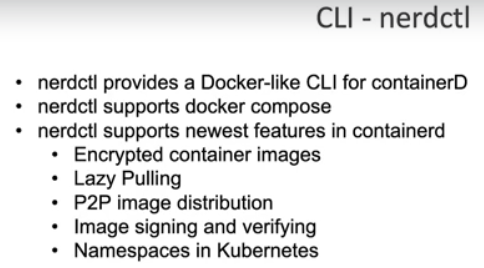 CLI - nerdctl
• nerdctl provides a Docker-like CLI for containerD
• nerdctl supports docker compose
• nerdctl supports newest features in containerd
• Encrypted container images
• Lazy Pulling
• P2P image distribution
• Image signing and verifying
• Namespaces in Kubernetes